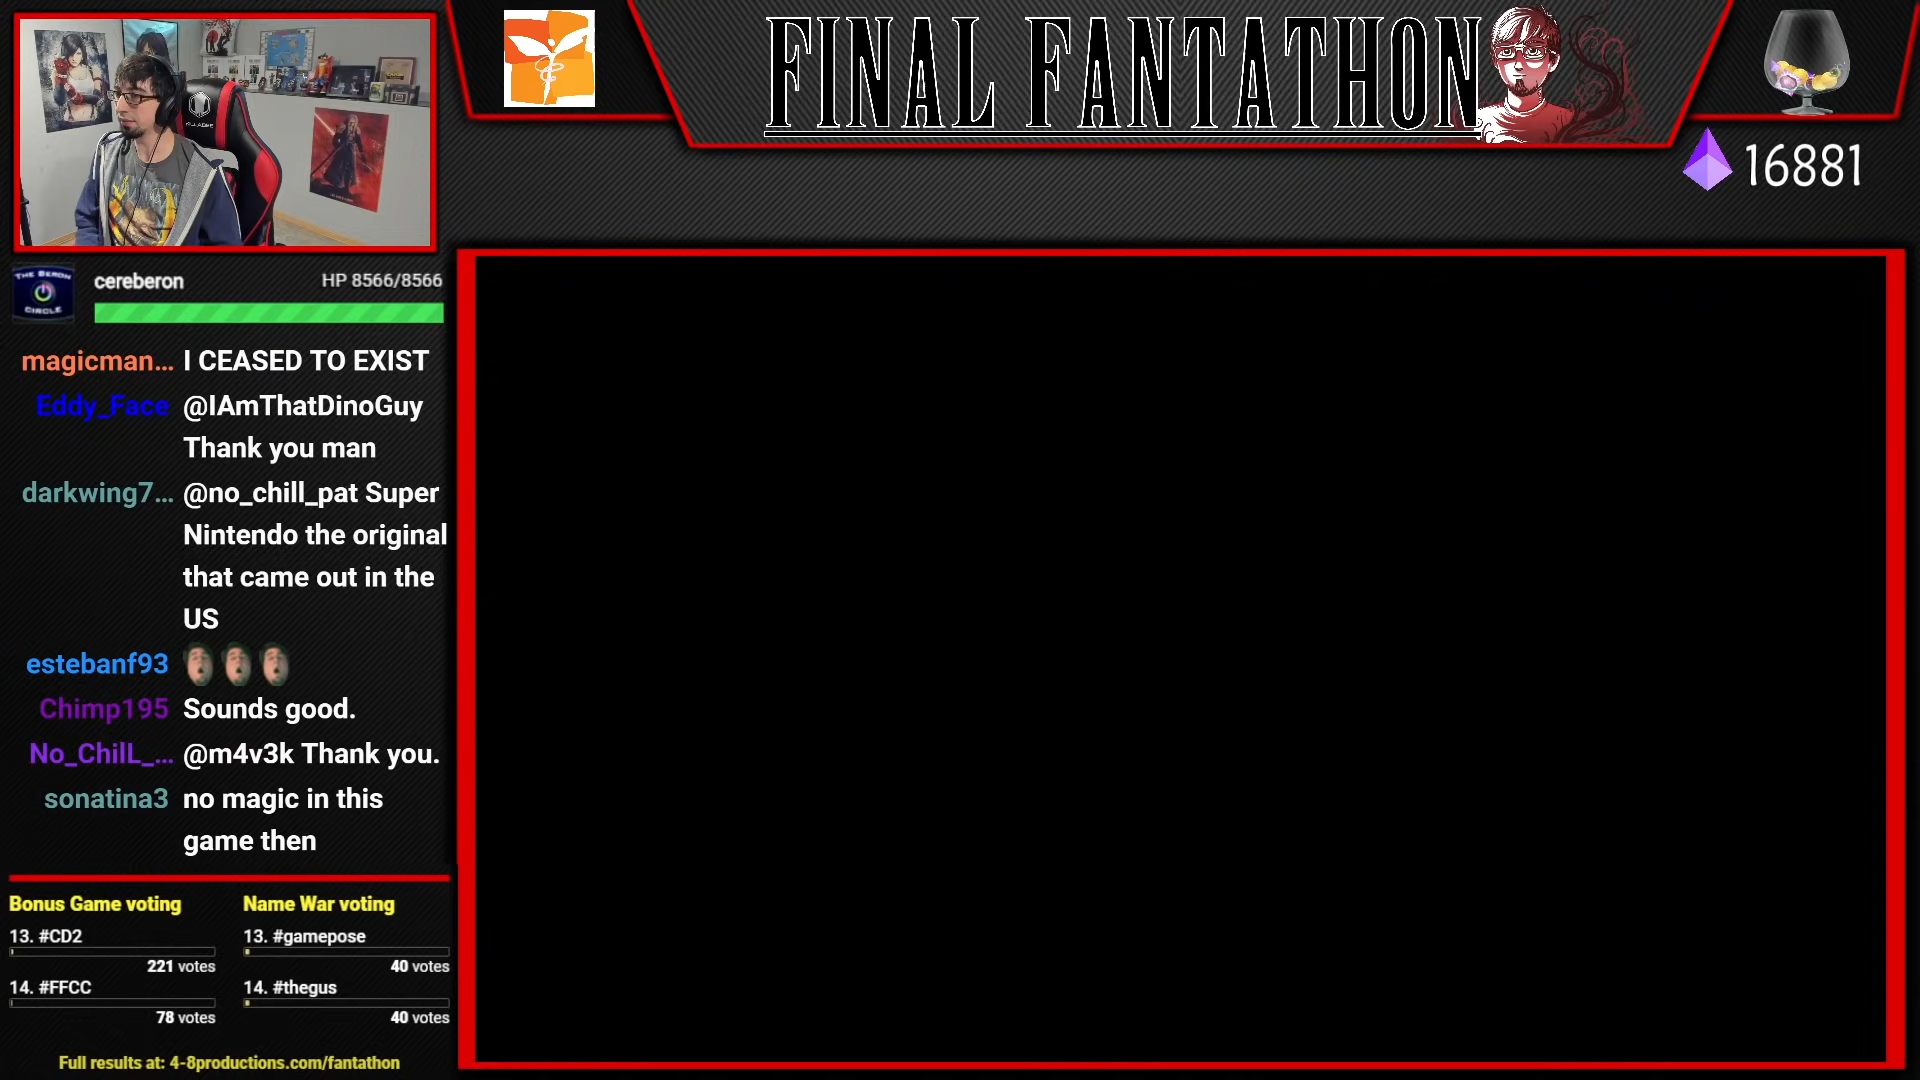 FINAL FANTATHON
16881
cereberon HP 8566/8566
THE BERON
CIRCLE
magicman... I CEASED TO EXIST
Eddy_Face @IAmThatDinoGuy
Thank you man
darkwing7... @no_chill_pat Super
Nintendo the original
that came out in the
US
estebanf93
Chimp195 Sounds good.
No_ChilL_... @m4v3k Thank you.
sonatina3 no magic in this
game then
Bonus Game voting
13. #CD2
221 votes
14. #FFCC
78 votes
Name War voting
13. #gamepose
40 votes
14. #thegus
40 votes
Full results at: 4-8productions.com/fantathon